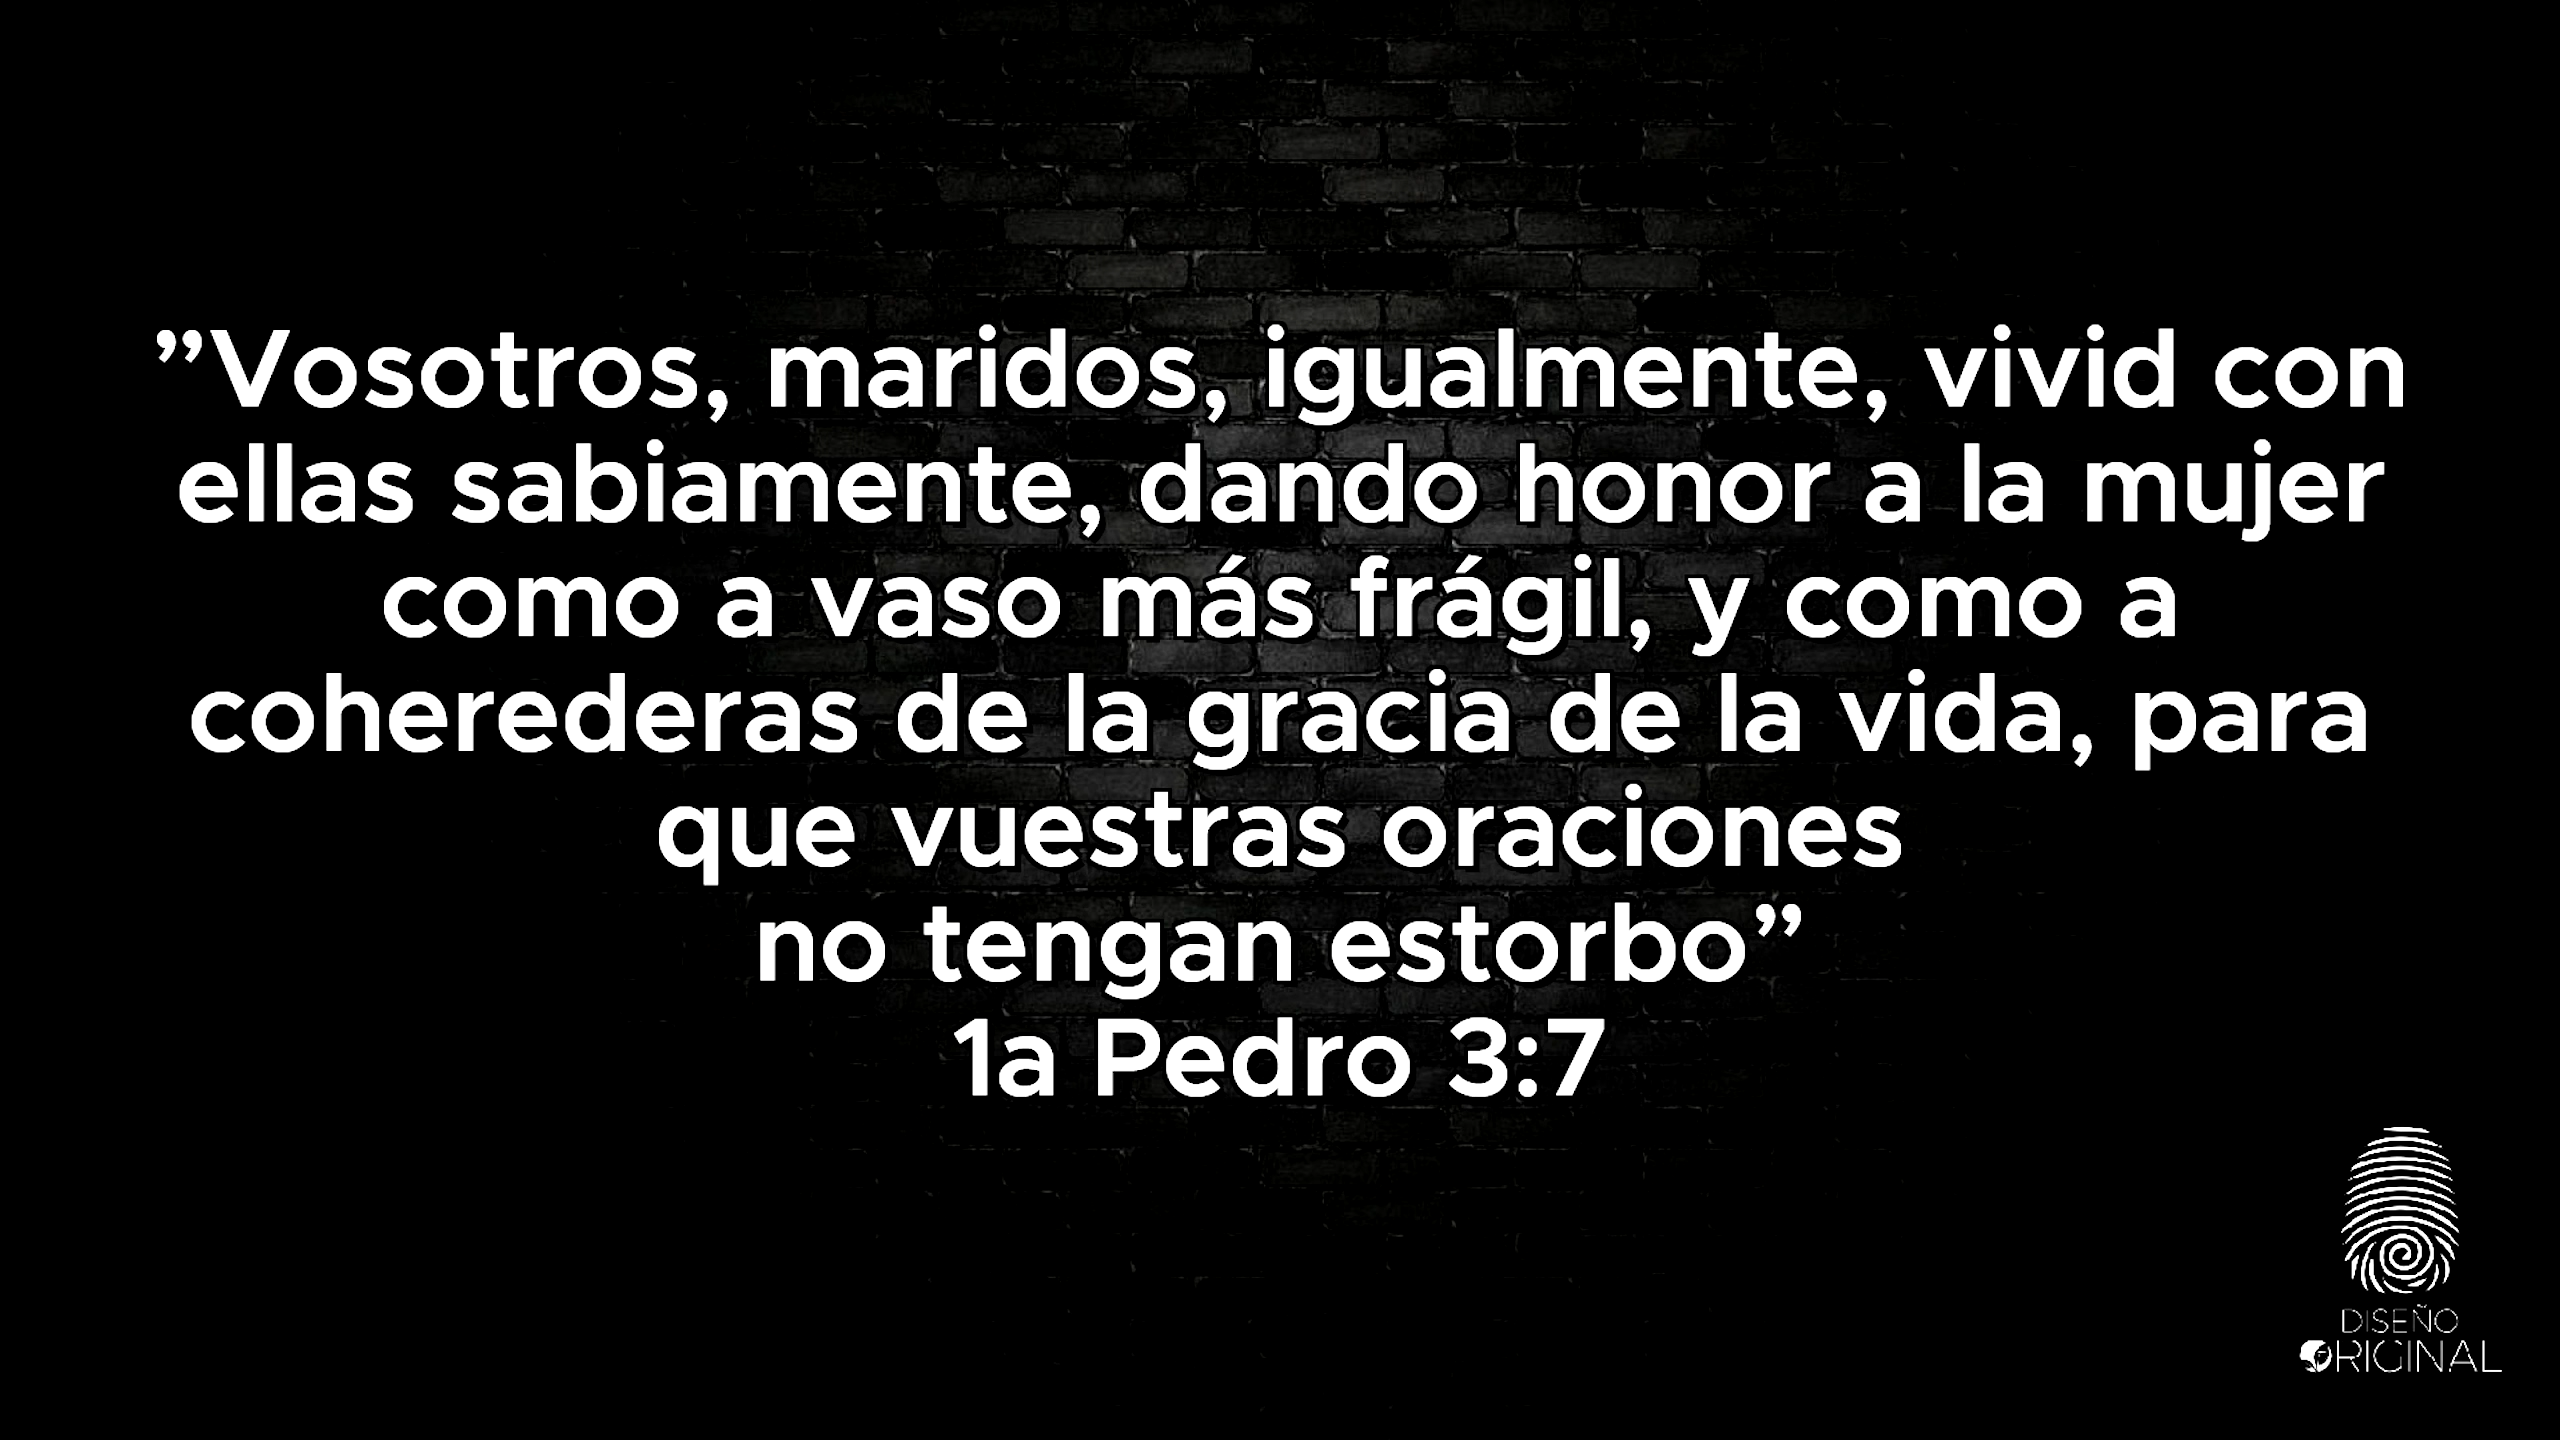 ”Vosotros, maridos, igualmente, vivid con
ellas sabiamente, dando honor a la mujer
como a vaso más frágil, y como a
coherederas de la gracia de la vida, para
que vuestras oraciones
no tengan estorbo”
1a Pedro 3:7
DISEÑO
ORIGINAL